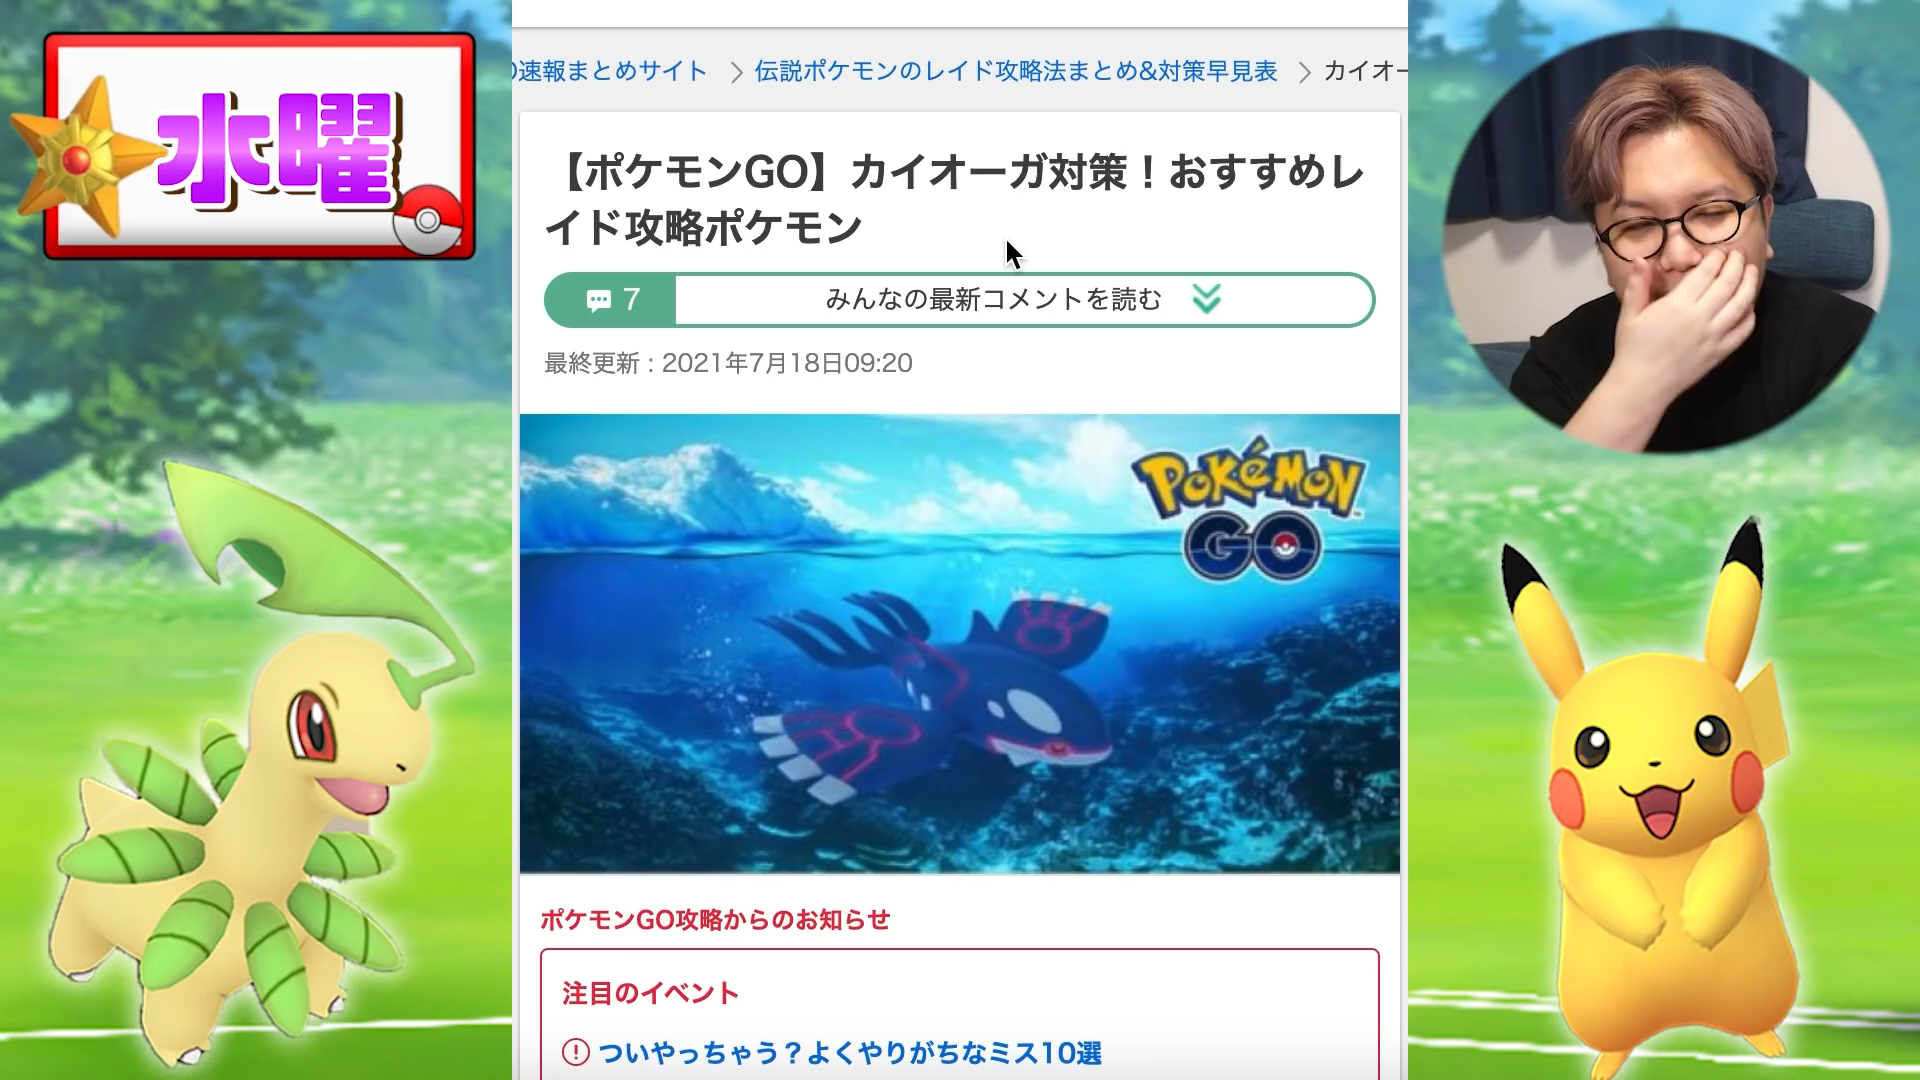 水曜
速報まとめサイト
伝説ポケモンのレイド攻略法まとめ&対策早見表
カイオー
【ポケモンGO】カイオーガ対策！おすすめレ
イド攻略ポケモン
7
みんなの最新コメントを読む
最終更新 : 2021年7月18日09:20
POKéMON
GO
ポケモンGO攻略からのお知らせ
注目のイベント
ついやっちゃう？よくやりがちなミス10選